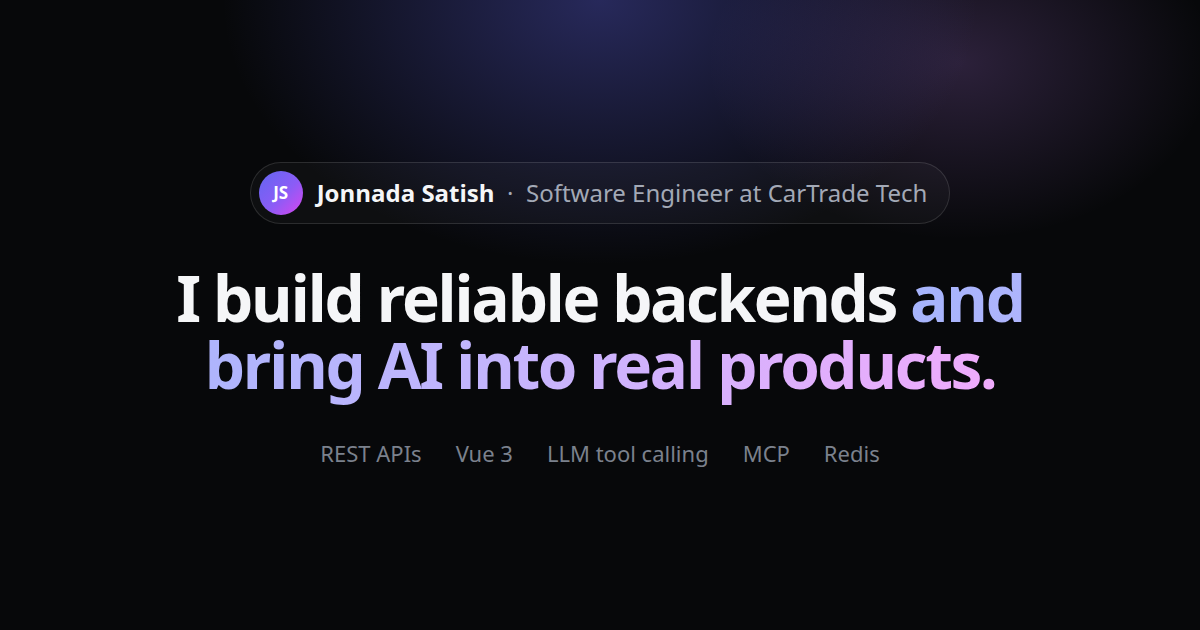 JS Jonnada Satish · Software Engineer at CarTrade Tech
I build reliable backends and
bring AI into real products.
REST APIs Vue 3 LLM tool calling MCP Redis